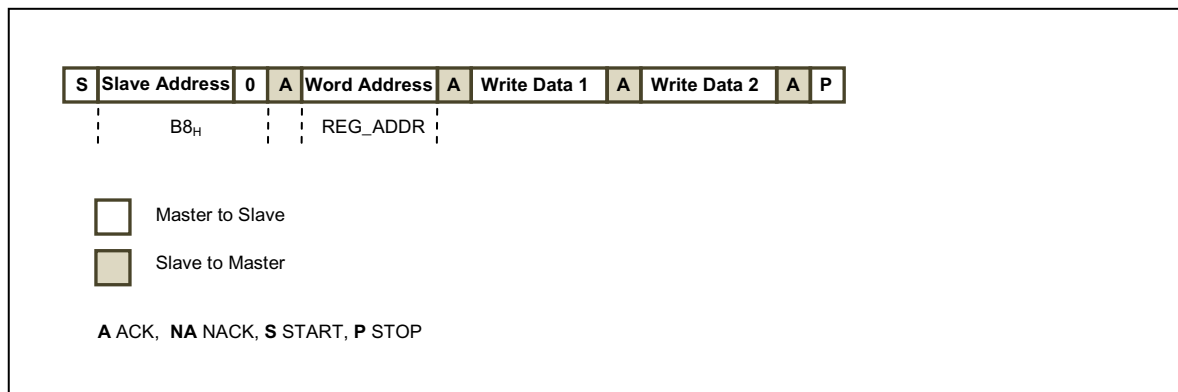 S Slave Address 0 A Word Address A Write Data 1 A Write Data 2 A P
B8H REG_ADDR
Master to Slave
Slave to Master
A ACK, NA NACK, S START, P STOP